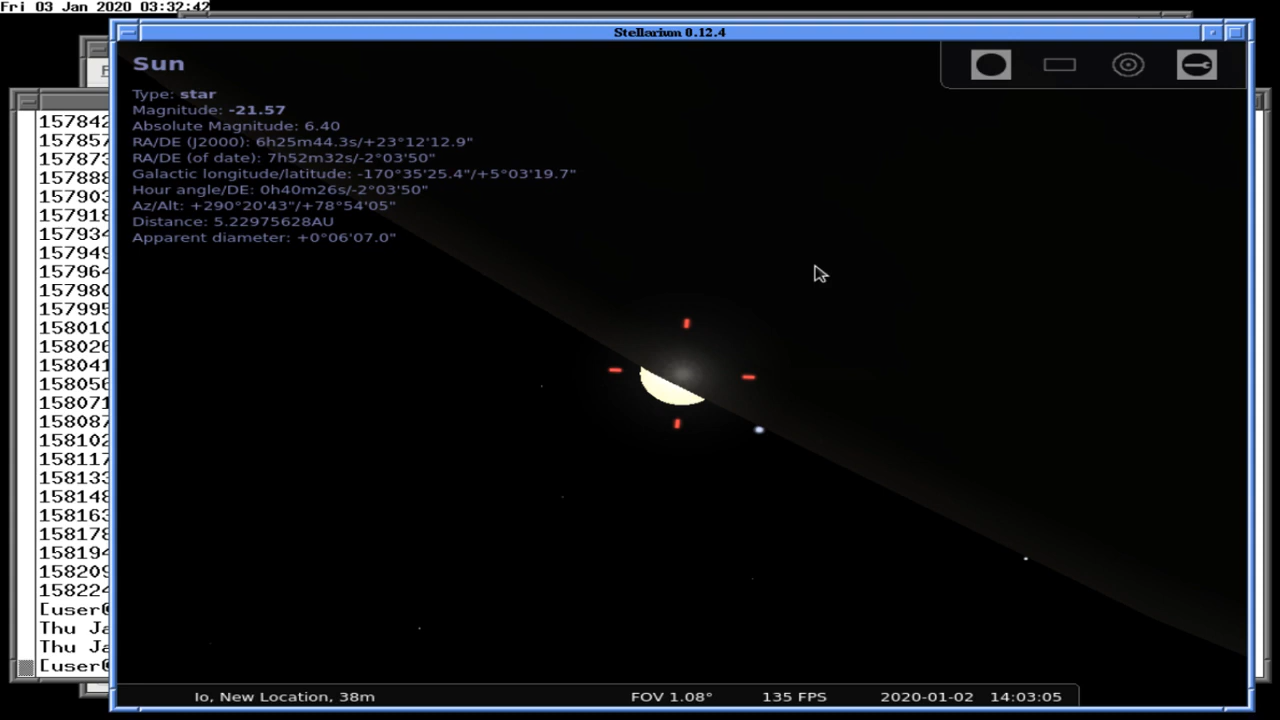 Fri 03 Jan 2020 03:32:42
Stellarium 0.12.4
Sun
Type: star
Magnitude: -21.57
Absolute Magnitude: 6.40
RA/DE (J2000): 6h25m44.3s/+23°12'12.9"
RA/DE (of date): 7h52m32s/-2°03'50"
Galactic longitude/latitude: -170°35'25.4"/+5°03'19.7"
Hour angle/DE: 0h40m26s/-2°03'50"
Az/Alt: +290°20'43"/+78°54'05"
Distance: 5.22975628AU
Apparent diameter: +0°06'07.0"
157842
157857
157873
157888
157903
157918
157934
157949
157964
157980
157995
158010
158026
158041
158056
158071
158087
158102
158117
158133
158148
158163
158178
158194
158209
158224
[user@
Thu Ja
Thu Ja
[user@
Io, New Location, 38m FOV 1.08° 135 FPS 2020-01-02 14:03:05